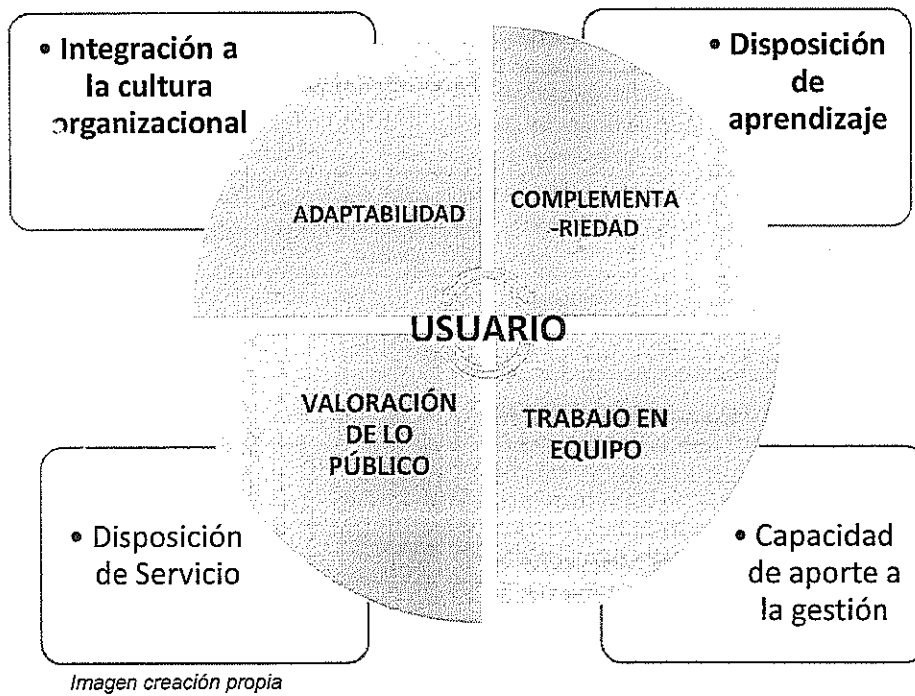 • Integración a
la cultura
organizacional
• Disposición
de
aprendizaje
ADAPTABILIDAD
COMPLEMENTA
-RIEDAD
USUARIO
VALORACIÓN
DE LO
PÚBLICO
TRABAJO EN
EQUIPO
• Disposición
de Servicio
• Capacidad
de aporte a
la gestión
Imagen creación propia